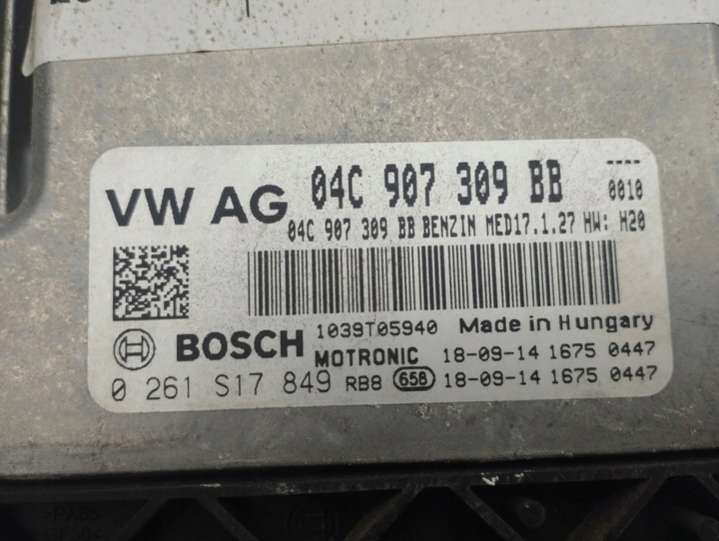 VW AG 04C 907 309 BB ----
0010
04C 907 309 BB BENZIN MED17.1.27 HW: H20
BOSCH 1039T05940 Made in Hungary
MOTRONIC 18-09-14 1675 0447
0 261 S17 849 RB8 658 18-09-14 1675 0447